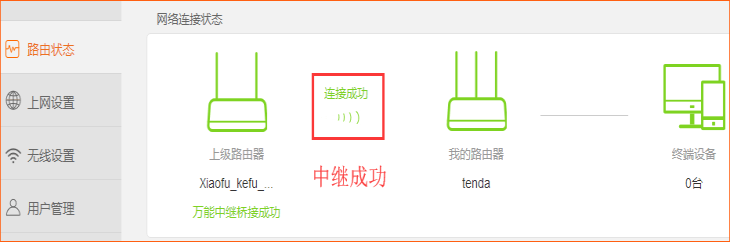 网络连接状态
路由状态
上网设置
无线设置
用户管理
连接成功
上级路由器
我的路由器
终端设备
Xiaofu_kefu_...
中继成功
tenda
0台
万能中继桥接成功